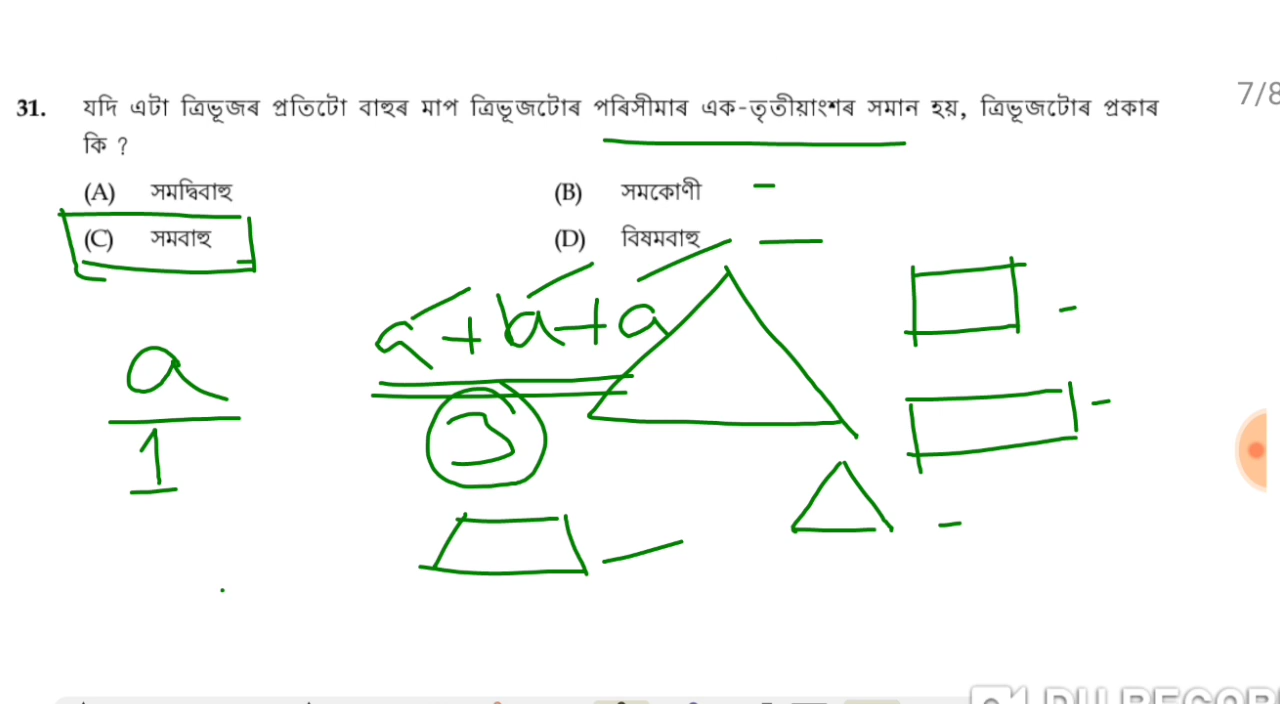 7/8
31. যদি এটা ত্ৰিভূজৰ প্ৰতিটো বাহুৰ মাপ ত্ৰিভূজটোৰ পৰিসীমাৰ এক-তৃতীয়াংশৰ সমান হয়, ত্ৰিভূজটোৰ প্ৰকাৰ
কি ?
(A) সমদ্বিবাহু (B) সমকোণী
(C) সমবাহু (D) বিষমবাহু
a + a + a
3
a
1